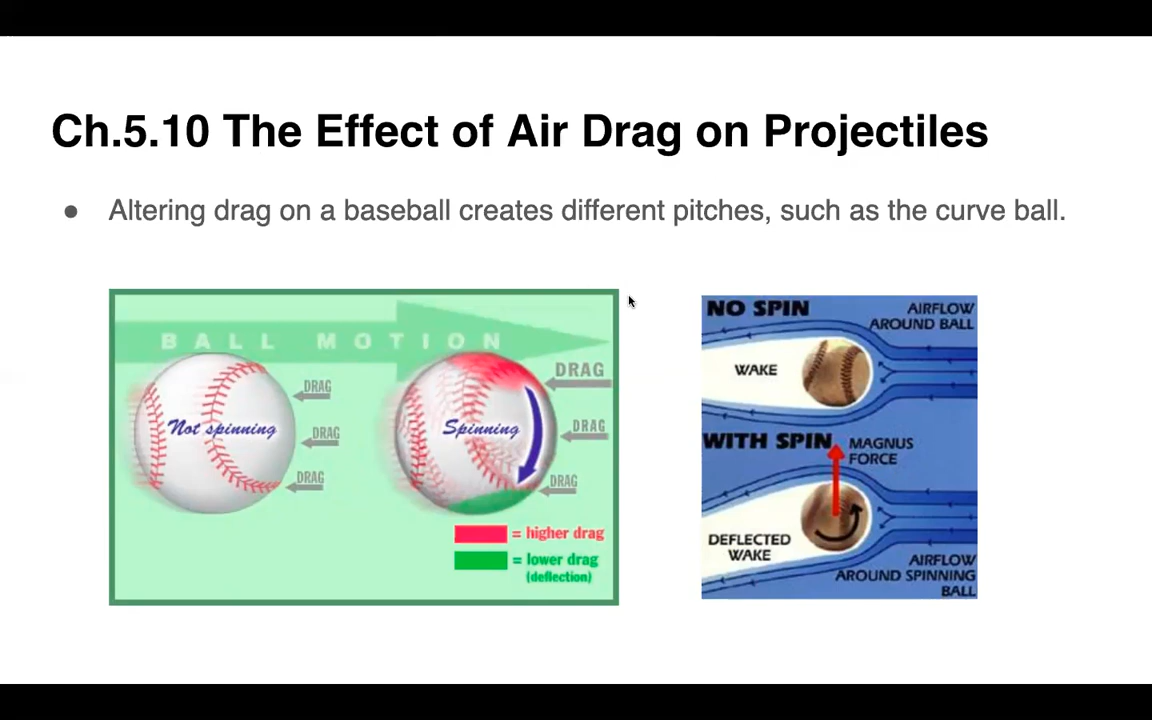 Ch.5.10 The Effect of Air Drag on Projectiles
● Altering drag on a baseball creates different pitches, such as the curve ball.
BALL MOTION
Not spinning
DRAG
DRAG
DRAG
Spinning
DRAG
DRAG
DRAG
= higher drag
= lower drag
(deflection)
NO SPIN
AIRFLOW
AROUND BALL
WAKE
WITH SPIN
MAGNUS
FORCE
DEFLECTED
WAKE
AIRFLOW
AROUND SPINNING
BALL